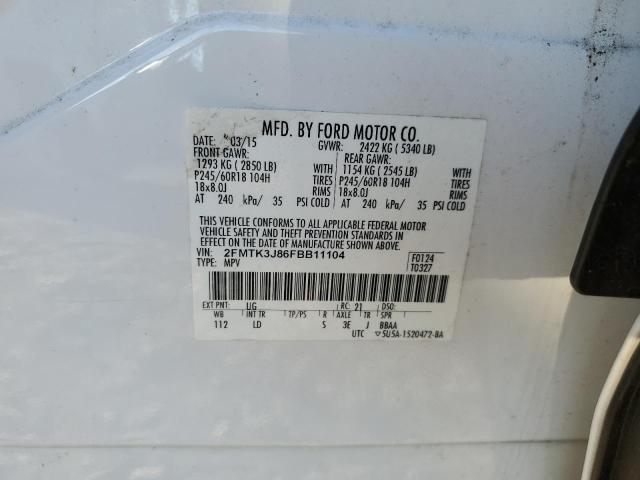 MFD. BY FORD MOTOR CO.
DATE: 03/15 GVWR: 2422 KG ( 5340 LB)
FRONT GAWR: REAR GAWR:
1293 KG ( 2850 LB) WITH 1154 KG ( 2545 LB) WITH
P245/60R18 104H TIRES P245/60R18 104H TIRES
18x8.0J RIMS 18x8.0J RIMS
AT 240 kPa/ 35 PSI COLD AT 240 kPa/ 35 PSI COLD
THIS VEHICLE CONFORMS TO ALL APPLICABLE FEDERAL MOTOR
VEHICLE SAFETY AND THEFT PREVENTION STANDARDS IN
EFFECT ON THE DATE OF MANUFACTURE SHOWN ABOVE.
VIN: 2FMTK3J86FBB11104 F0124
TYPE: MPV T0327
EXT PNT: UG RC: 21 DSO:
WB INT TR TP/PS R AXLE TR SPR
112 LD S 3E J BBAA
UTC ▽5U5A-1520472-BA